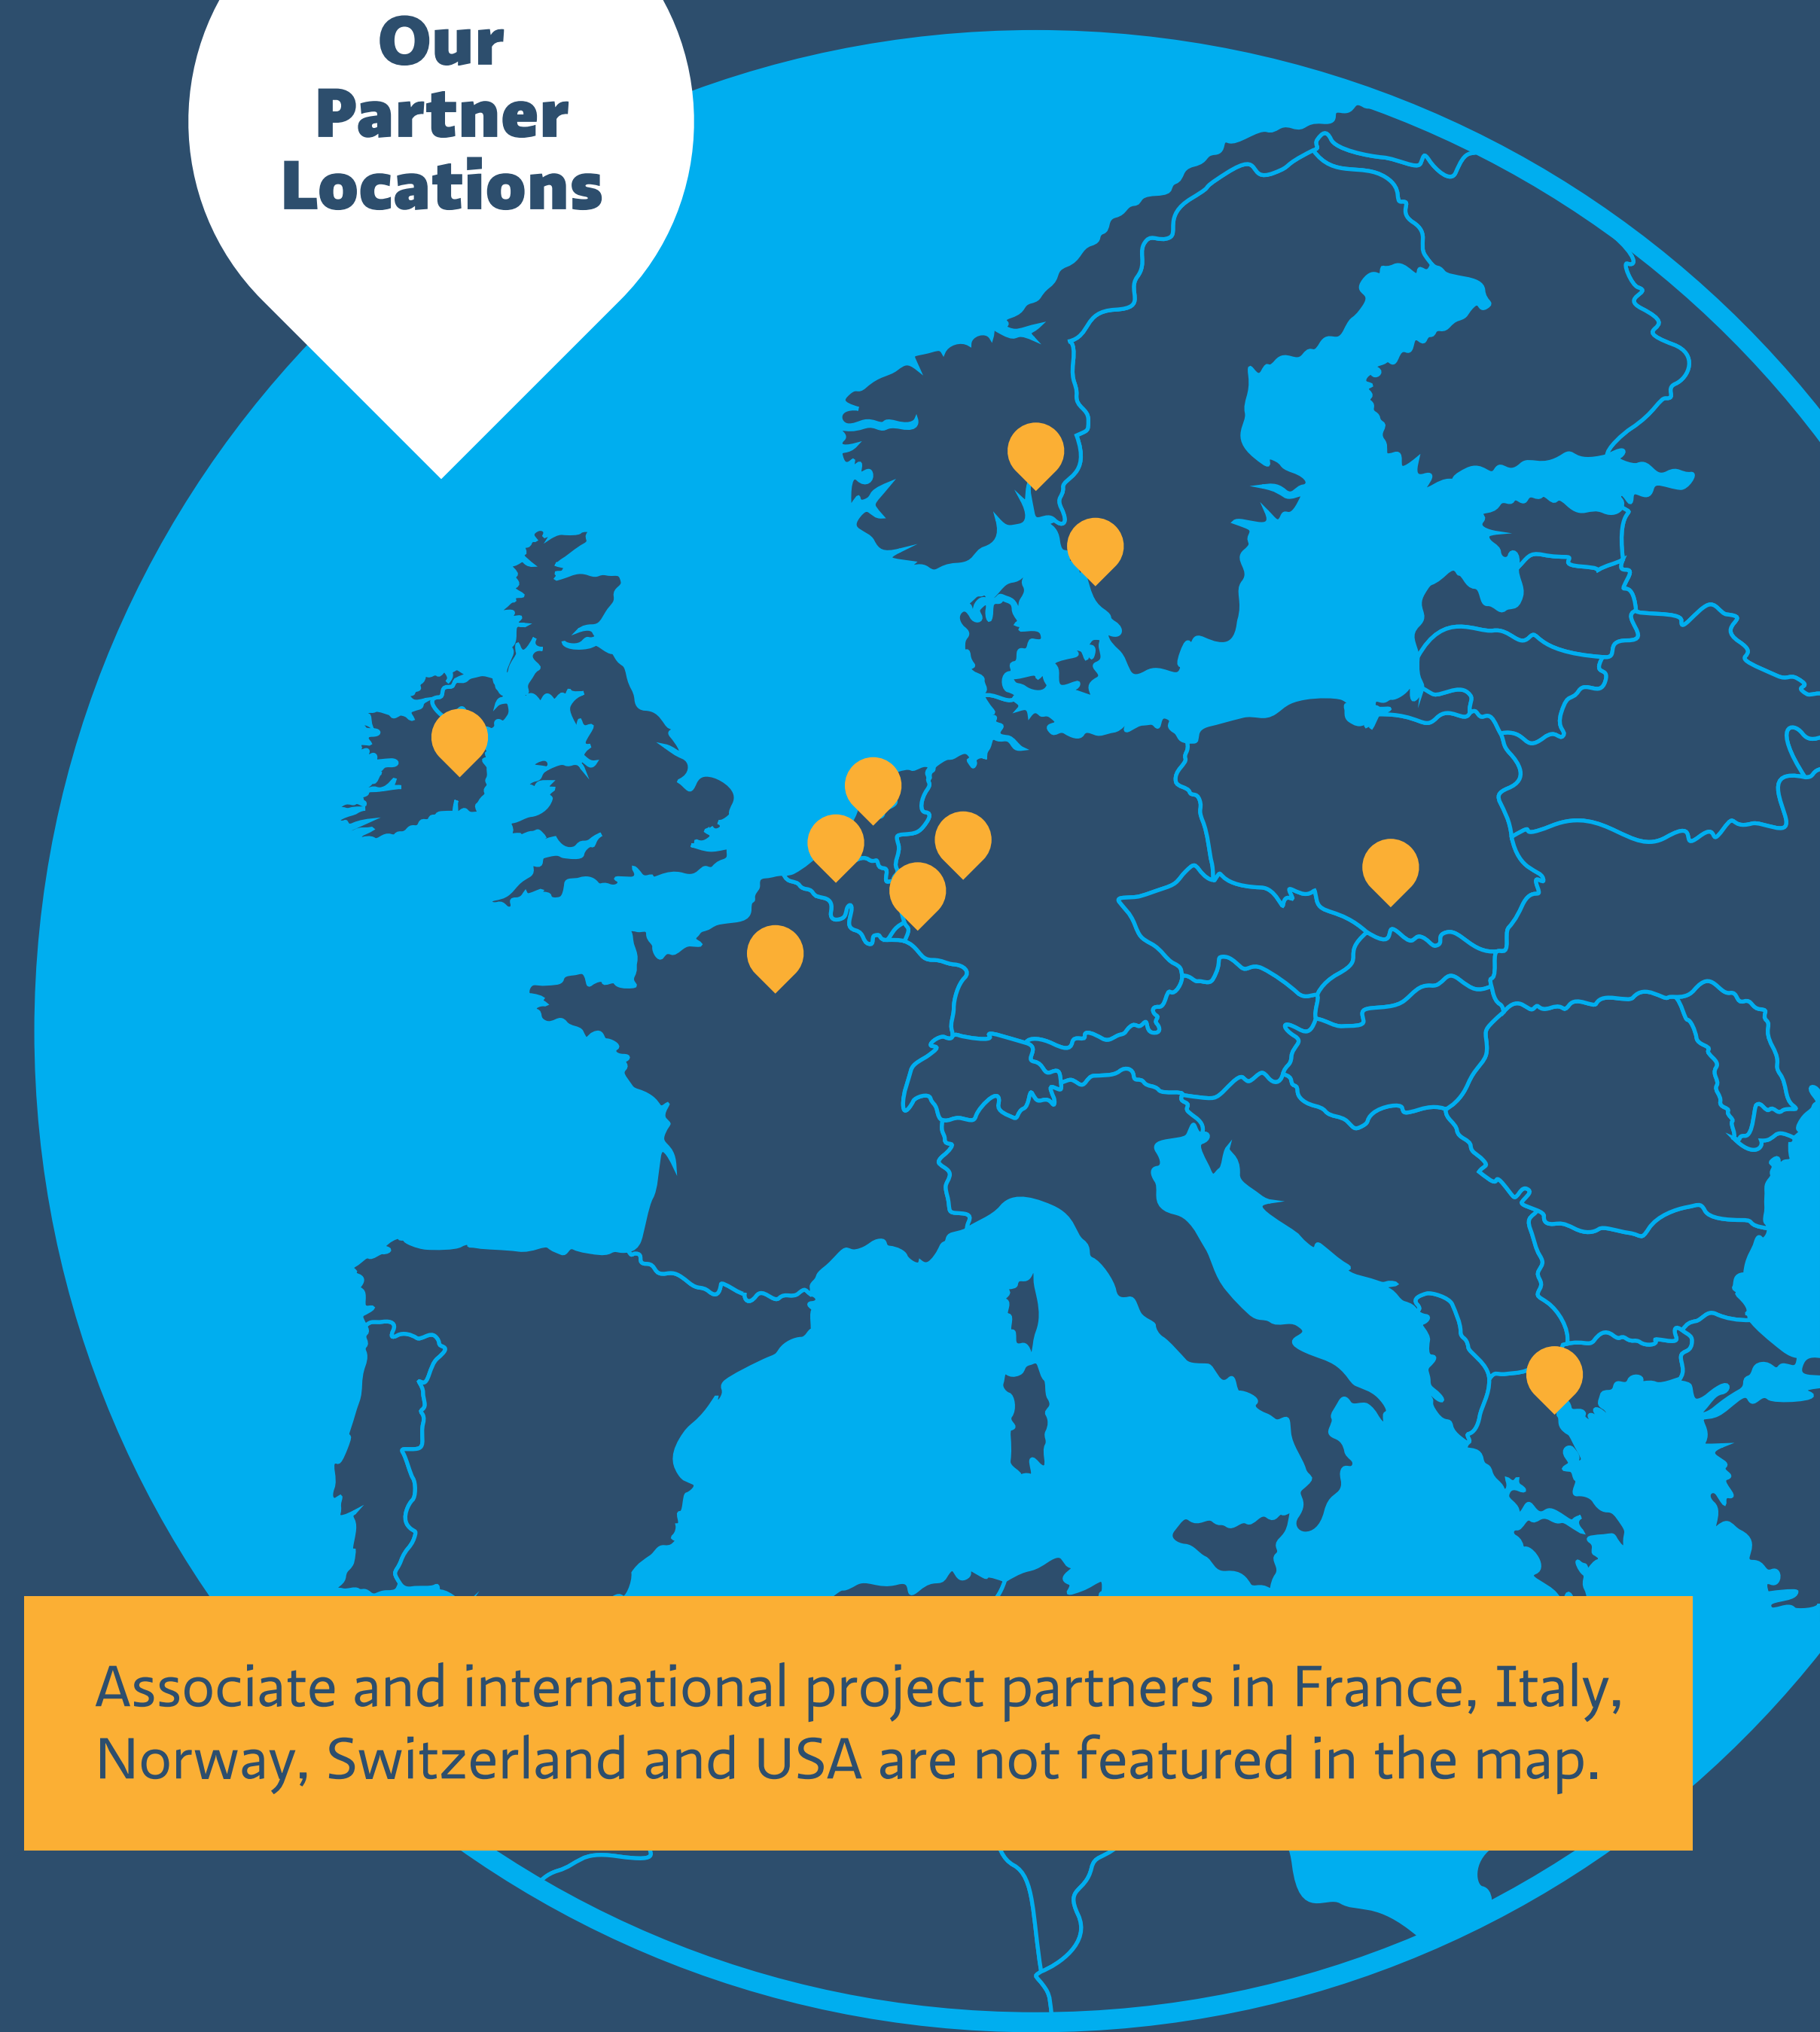 Our
Partner
Locations
Associate and international project partners in France, Italy,
Norway, Switzerland and USA are not featured in the map.